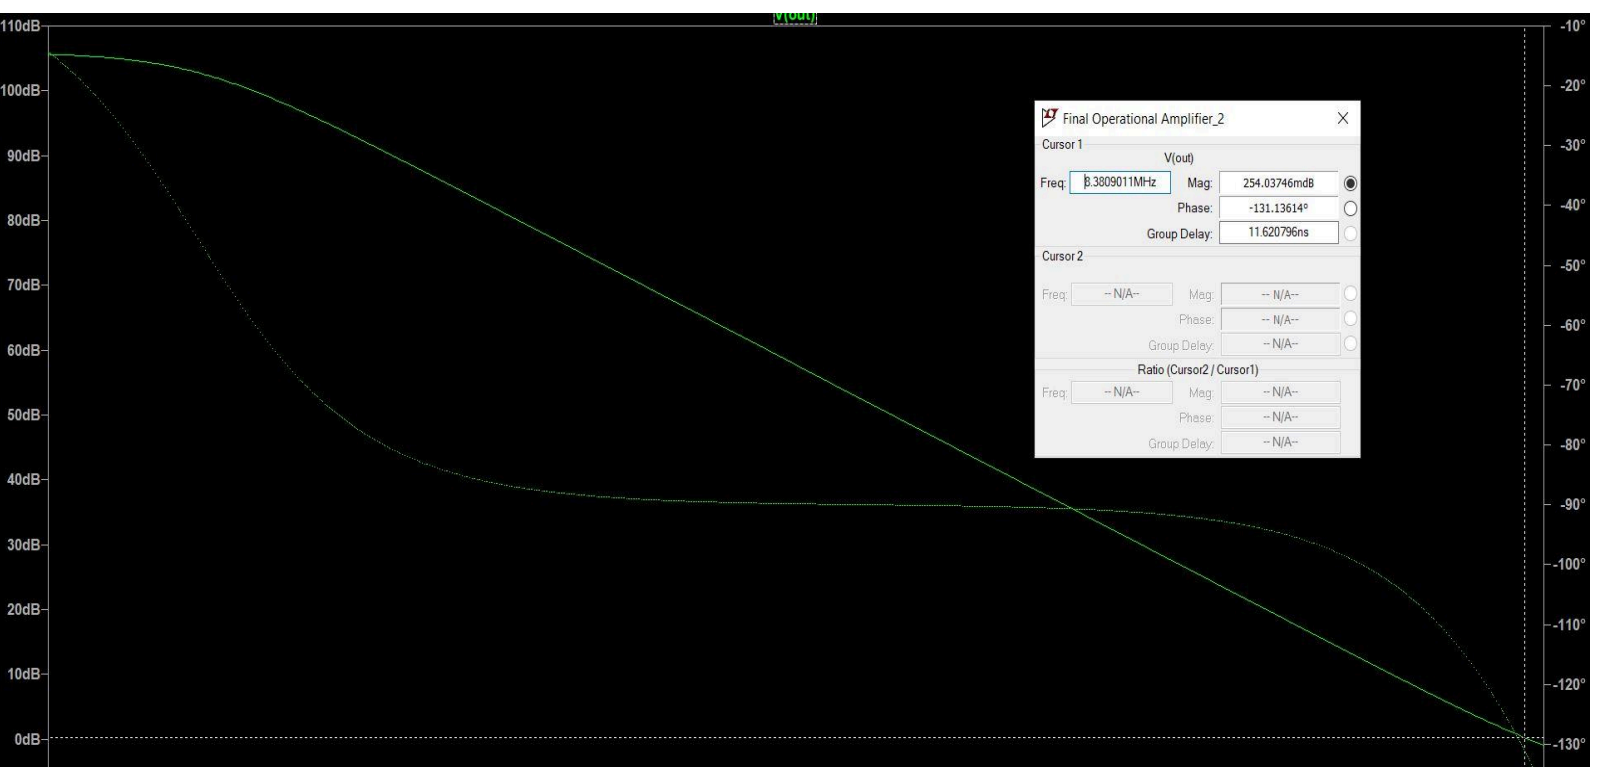 V(out)
110dB
100dB
90dB
80dB
70dB
60dB
50dB
40dB
30dB
20dB
10dB
0dB
-10°
-20°
-30°
-40°
-50°
-60°
-70°
-80°
-90°
-100°
-110°
-120°
-130°
Final Operational Amplifier_2
Cursor 1
V(out)
Freq: 8.3809011MHz Mag: 254.03746mdB
Phase: -131.13614°
Group Delay: 11.620796ns
Cursor 2
Freq: -- N/A-- Mag: -- N/A--
Phase: -- N/A--
Group Delay: -- N/A--
Ratio (Cursor2 / Cursor1)
Freq: -- N/A-- Mag: -- N/A--
Phase: -- N/A--
Group Delay: -- N/A--